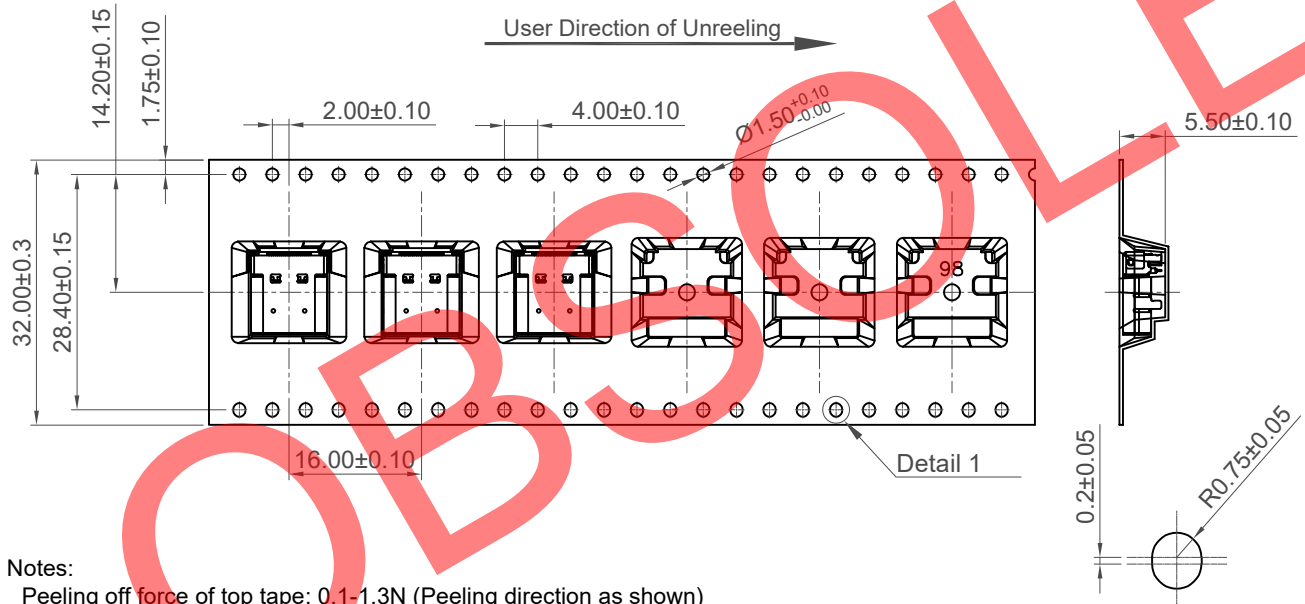 User Direction of Unreeling
14.20±0.15
1.75±0.10
2.00±0.10
4.00±0.10
Ø1.50+0.10-0.00
5.50±0.10
32.00±0.3
28.40±0.15
98
16.00±0.10
Detail 1
0.2±0.05
R0.75±0.05
Notes:
Peeling off force of top tape: 0.1-1.3N (Peeling direction as shown)
OBSOLE